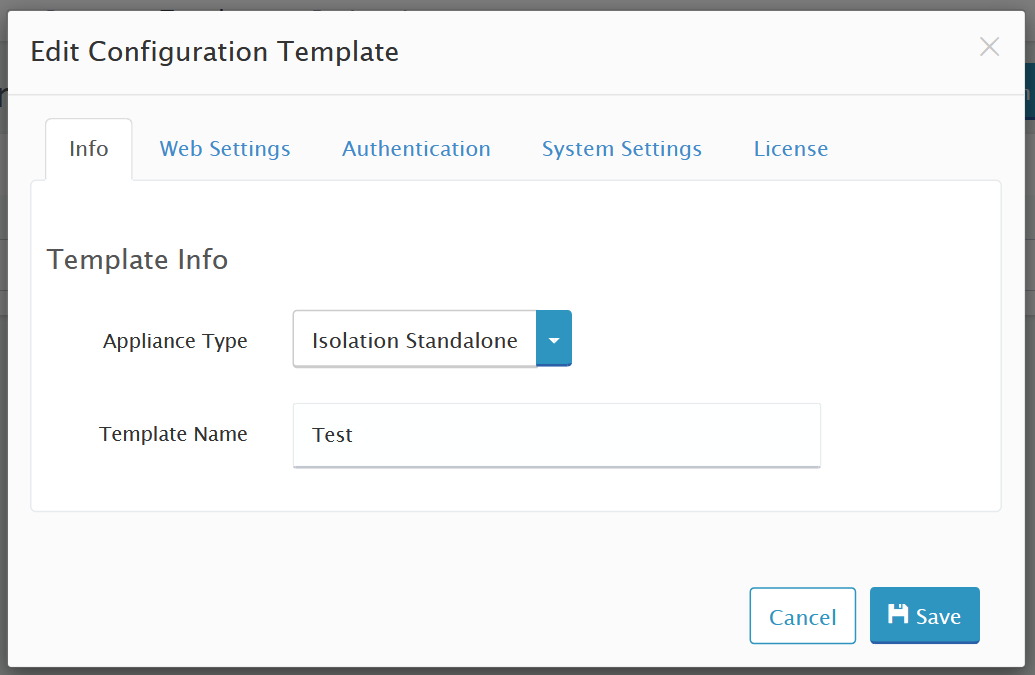 Edit Configuration Template
Info Web Settings Authentication System Settings License
Template Info
Appliance Type Isolation Standalone
Template Name Test
Cancel Save